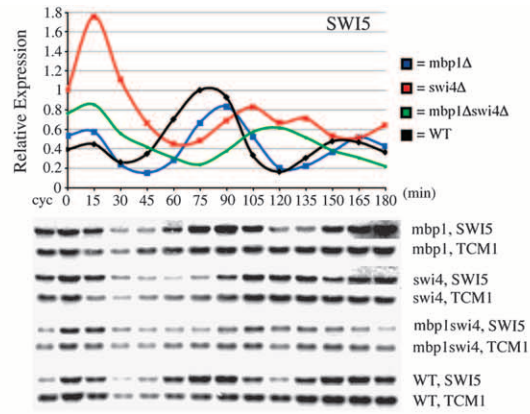 SWI5
Relative Expression
1.8
1.6
1.4
1.2
1
0.8
0.6
0.4
0.2
0
= mbp1Δ
= swi4Δ
= mbp1Δswi4Δ
= WT
cyc 0 15 30 45 60 75 90 105 120 135 150 165 180 (min)
mbp1, SWI5
mbp1, TCM1
swi4, SWI5
swi4, TCM1
mbp1swi4, SWI5
mbp1swi4, TCM1
WT, SWI5
WT, TCM1